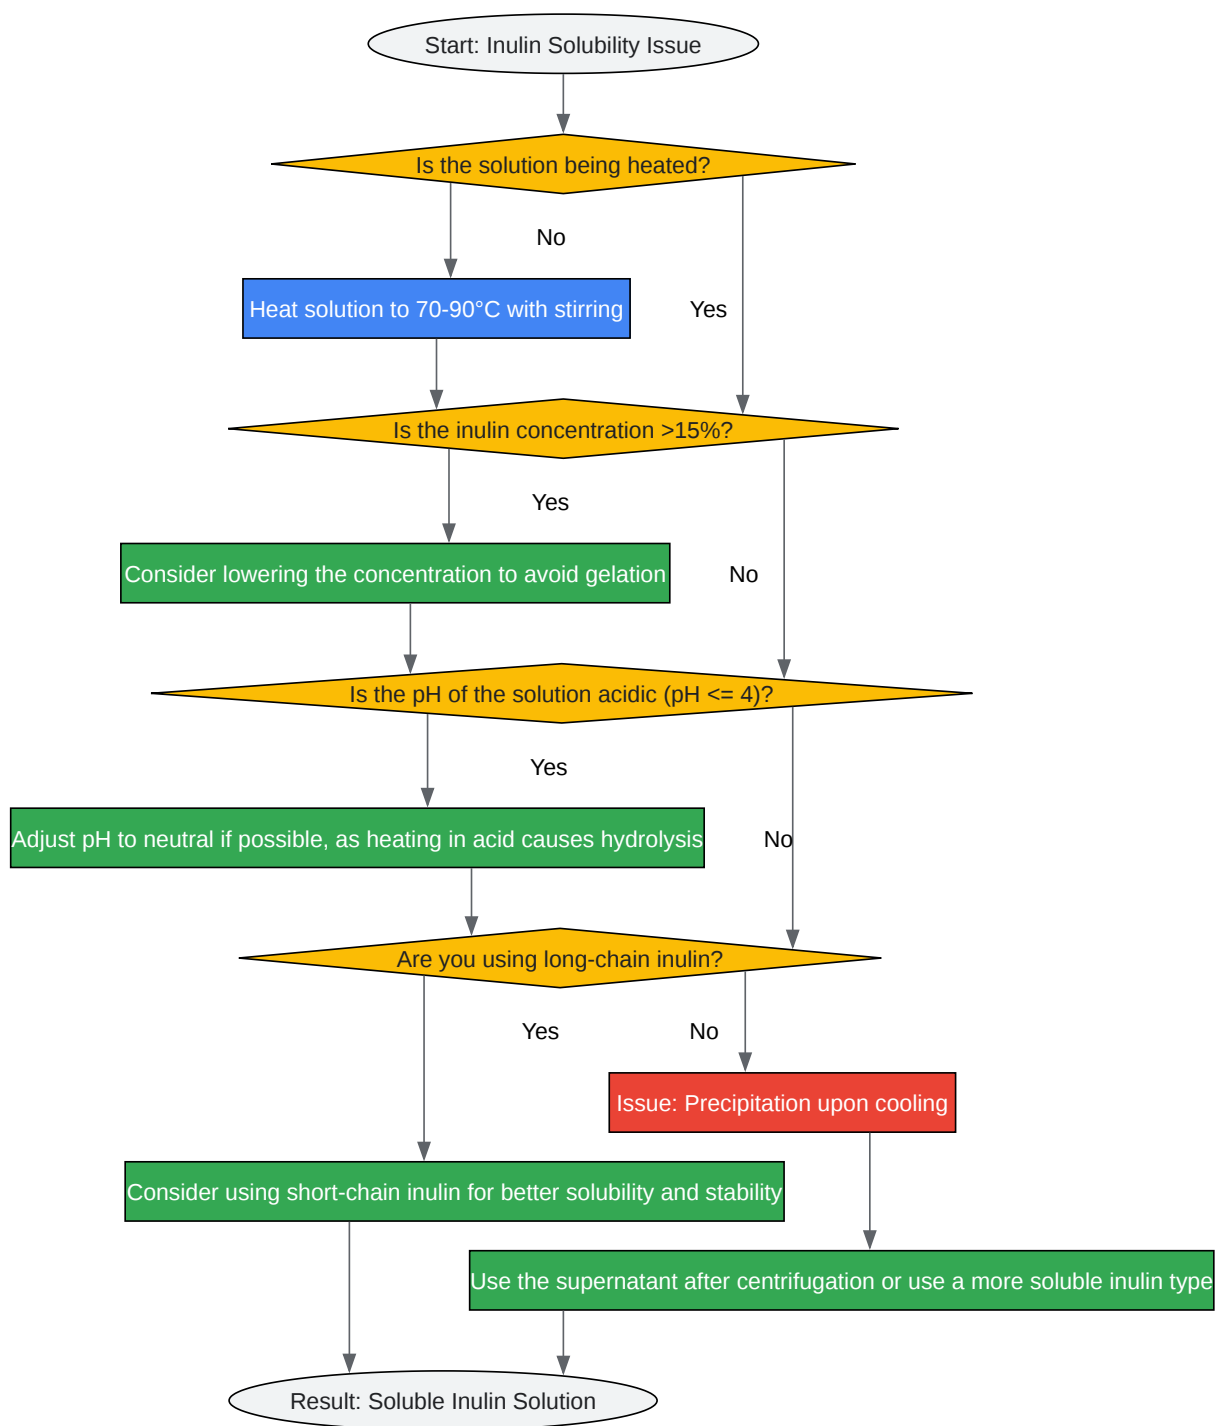 Start: Inulin Solubility Issue
Is the solution being heated?
No
Heat solution to 70-90°C with stirring
Yes
Is the inulin concentration >15%?
Yes
Consider lowering the concentration to avoid gelation
No
Is the pH of the solution acidic (pH <= 4)?
Yes
Adjust pH to neutral if possible, as heating in acid causes hydrolysis
No
Are you using long-chain inulin?
Yes
No
Issue: Precipitation upon cooling
Consider using short-chain inulin for better solubility and stability
Use the supernatant after centrifugation or use a more soluble inulin type
Result: Soluble Inulin Solution